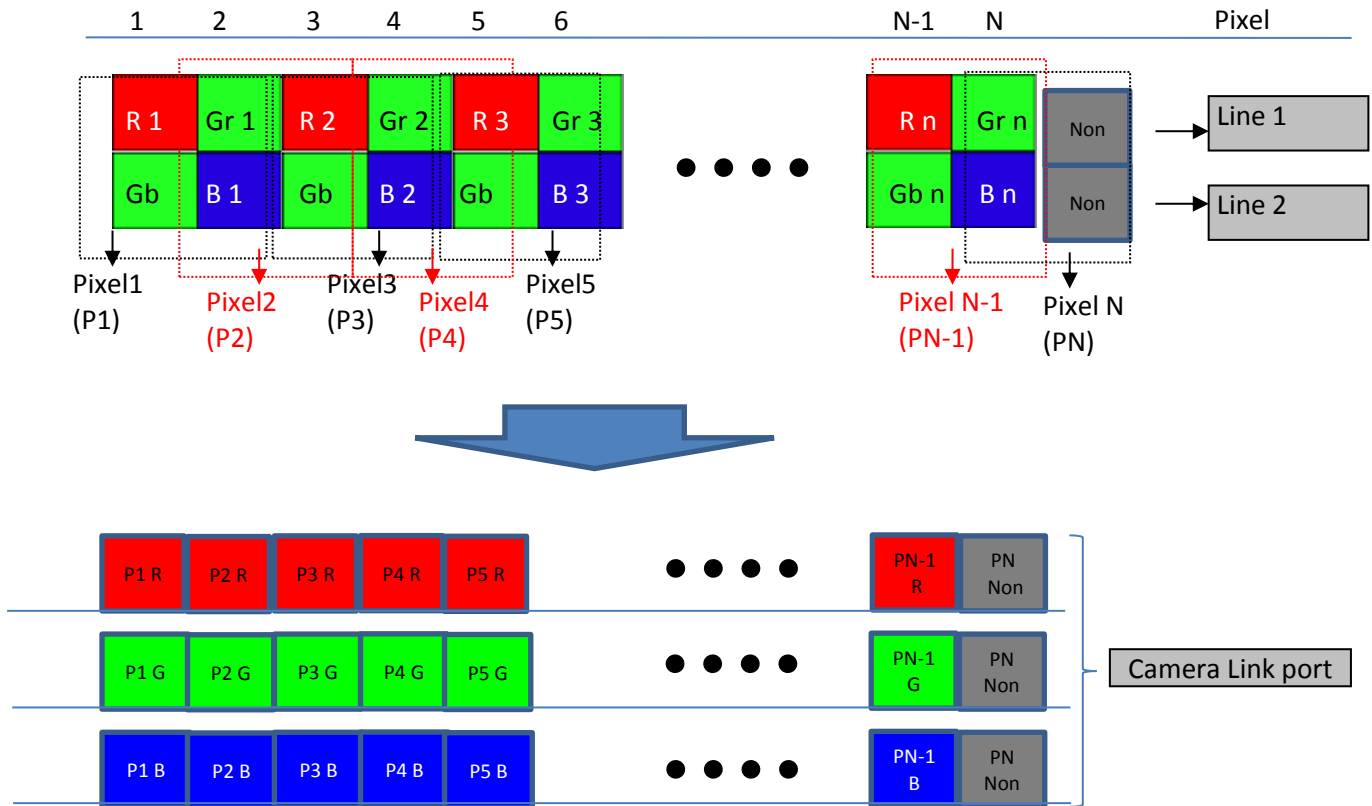 1 2 3 4 5 6 N-1 N Pixel
R 1 Gr 1 R 2 Gr 2 R 3 Gr 3 R n Gr n Non Line 1
Gb B 1 Gb B 2 Gb B 3 Gb n B n Non Line 2
Pixel1 Pixel2 Pixel3 Pixel4 Pixel5 Pixel N-1 Pixel N
(P1) (P2) (P3) (P4) (P5) (PN-1) (PN)
P1 R P2 R P3 R P4 R P5 R PN-1 PN
R Non
P1 G P2 G P3 G P4 G P5 G PN-1 PN Camera Link port
G Non
P1 B P2 B P3 B P4 B P5 B PN-1 PN
B Non